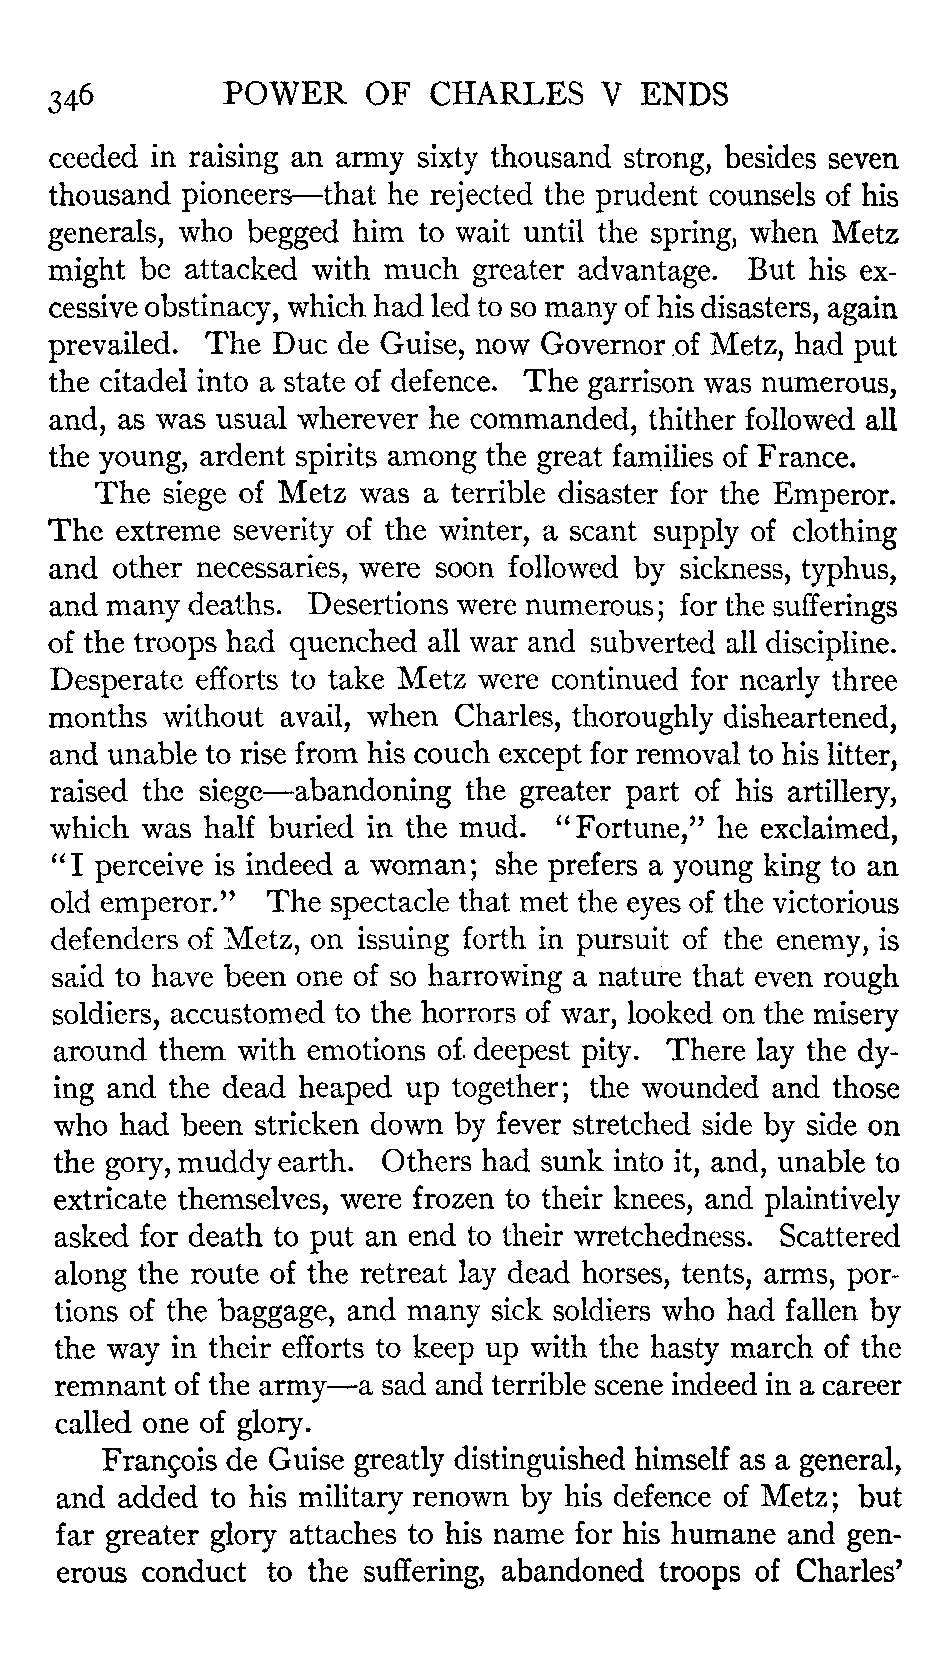 346 POWER OF CHARLES V ENDS
ceeded in raising an army sixty thousand strong, besides seven
thousand pioneers—that he rejected the prudent counsels of his
generals, who begged him to wait until the spring, when Metz
might be attacked with much greater advantage. But his ex-
cessive obstinacy, which had led to so many of his disasters, again
prevailed. The Duc de Guise, now Governor of Metz, had put
the citadel into a state of defence. The garrison was numerous,
and, as was usual wherever he commanded, thither followed all
the young, ardent spirits among the great families of France.
The siege of Metz was a terrible disaster for the Emperor.
The extreme severity of the winter, a scant supply of clothing
and other necessaries, were soon followed by sickness, typhus,
and many deaths. Desertions were numerous; for the sufferings
of the troops had quenched all war and subverted all discipline.
Desperate efforts to take Metz were continued for nearly three
months without avail, when Charles, thoroughly disheartened,
and unable to rise from his couch except for removal to his litter,
raised the siege—abandoning the greater part of his artillery,
which was half buried in the mud. "Fortune," he exclaimed,
"I perceive is indeed a woman; she prefers a young king to an
old emperor." The spectacle that met the eyes of the victorious
defenders of Metz, on issuing forth in pursuit of the enemy, is
said to have been one of so harrowing a nature that even rough
soldiers, accustomed to the horrors of war, looked on the misery
around them with emotions of deepest pity. There lay the dy-
ing and the dead heaped up together; the wounded and those
who had been stricken down by fever stretched side by side on
the gory, muddy earth. Others had sunk into it, and, unable to
extricate themselves, were frozen to their knees, and plaintively
asked for death to put an end to their wretchedness. Scattered
along the route of the retreat lay dead horses, tents, arms, por-
tions of the baggage, and many sick soldiers who had fallen by
the way in their efforts to keep up with the hasty march of the
remnant of the army—a sad and terrible scene indeed in a career
called one of glory.
François de Guise greatly distinguished himself as a general,
and added to his military renown by his defence of Metz; but
far greater glory attaches to his name for his humane and gen-
erous conduct to the suffering, abandoned troops of Charles'